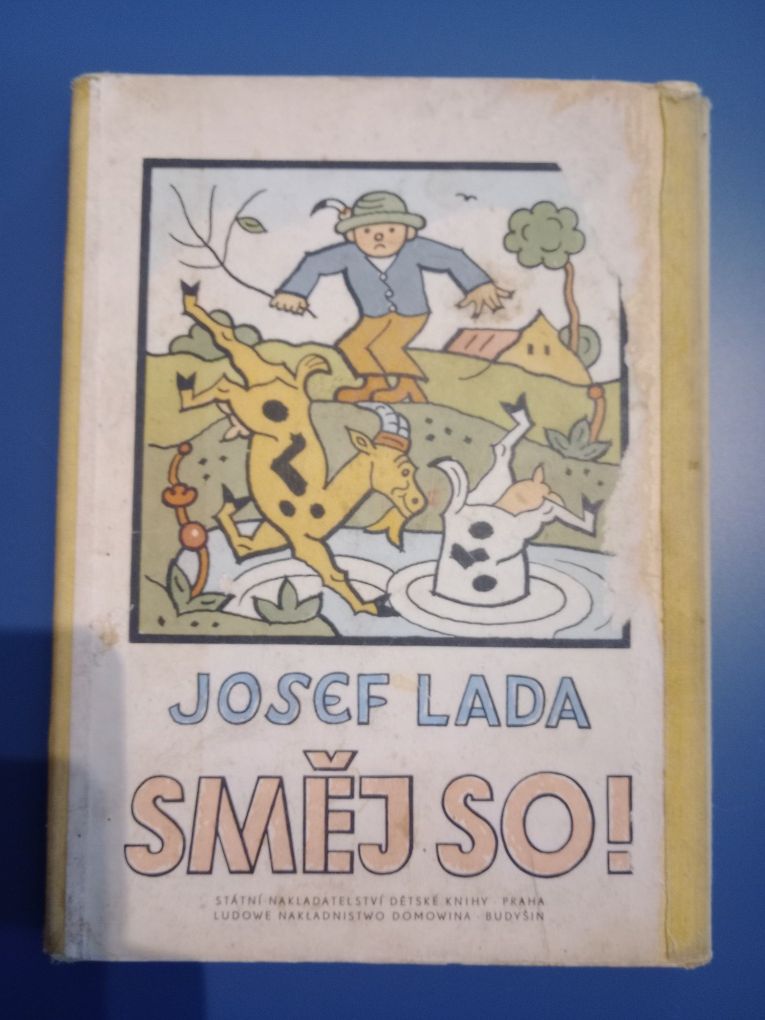 JOSEF LADA
SMĚJ SO!
STÁTNÍ NAKLADATELSTVÍ DĚTSKÉ KNIHY · PRAHA
LUDOWE NAKŁADNISTWO DOMOWINA · BUDYŠIN